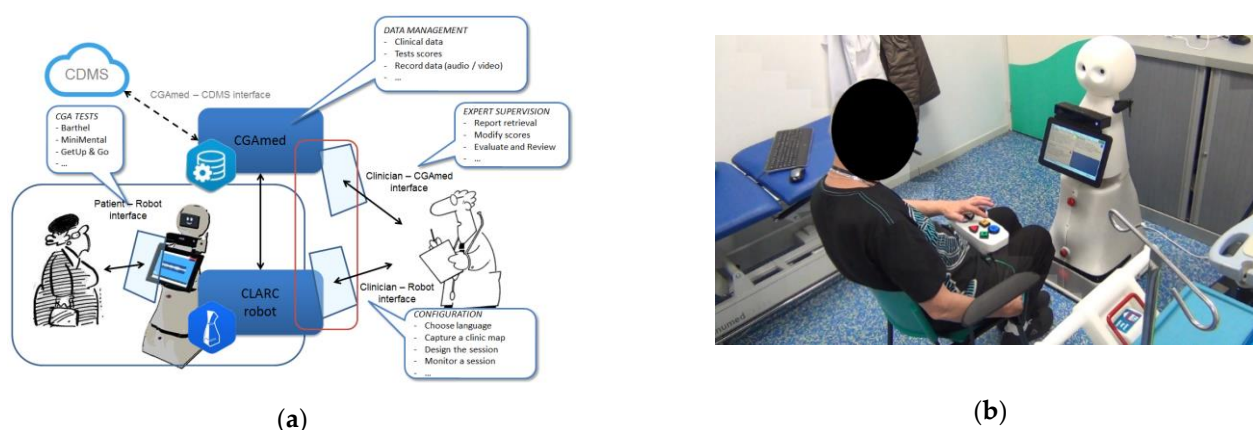 DATA MANAGEMENT
- Clinical data
- Tests scores
- Record data (audio / video)
- ...
CDMS
CGAmed – CDMS interface
CGA TESTS
- Barthel
- MiniMental
- GetUp & Go
- ...
CGAmed
EXPERT SUPERVISION
- Report retrieval
- Modify scores
- Evaluate and Review
- ...
Clinician – CGAmed
interface
Patient – Robot
interface
CLARC
robot
Clinician – Robot
interface
CONFIGURATION
- Choose language
- Capture a clinic map
- Design the session
- Monitor a session
- ...
numed
(a)
(b)